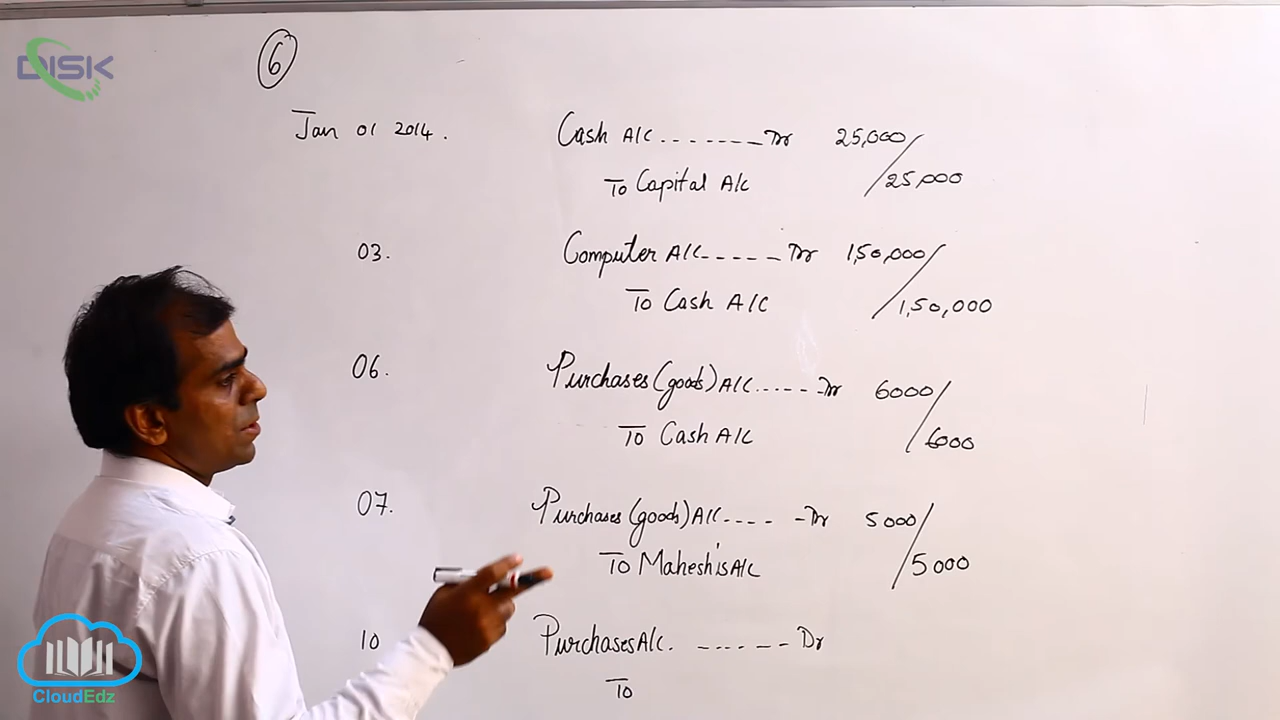 DISK
6
Jan 01 2014. Cash A/C.......... Dr 25,000/
To Capital A/C /25,000
03. Computer A/C..... Dr 1,50,000/
To Cash A/C /1,50,000
06. Purchases (goods) A/C..... Dr 6000/
To Cash A/C /6000
07. Purchases (goods) A/C.... - Dr 5000/
To Mahesh's A/C /5000
10 Purchases A/C. ------ Dr
To
CloudEdz